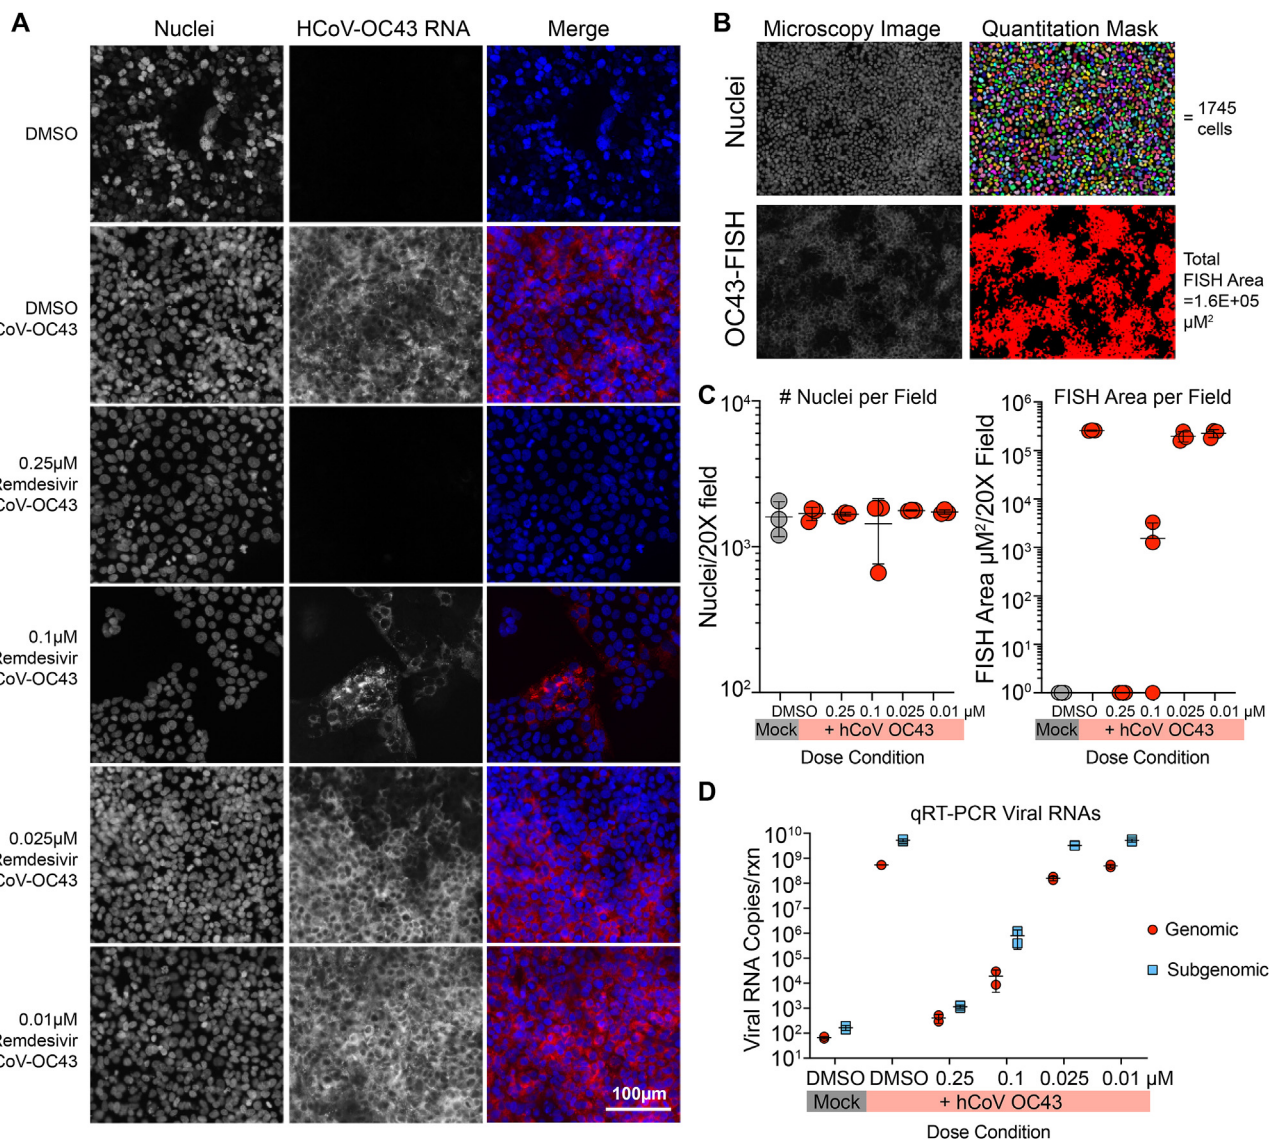 A
Nuclei
HCoV-OC43 RNA
Merge
DMSO
DMSO
CoV-OC43
0.25µM
Remdesivir
CoV-OC43
0.1µM
Remdesivir
CoV-OC43
0.025µM
Remdesivir
CoV-OC43
0.01µM
Remdesivir
CoV-OC43
100µm
B
Microscopy Image
Quantitation Mask
Nuclei
= 1745
cells
OC43-FISH
Total
FISH Area
=1.6E+05
µM²
C
# Nuclei per Field
Nuclei/20X field
10⁴
10³
10²
DMSO 0.25 0.1 0.025 0.01 µM
Mock + hCoV OC43
Dose Condition
FISH Area per Field
FISH Area µM²/20X Field
10⁶
10⁵
10⁴
10³
10²
10¹
10⁰
DMSO 0.25 0.1 0.025 0.01 µM
Mock + hCoV OC43
Dose Condition
D
qRT-PCR Viral RNAs
Viral RNA Copies/rxn
10¹⁰
10⁹
10⁸
10⁷
10⁶
10⁵
10⁴
10³
10²
10¹
Genomic
Subgenomic
DMSO DMSO 0.25 0.1 0.025 0.01 µM
Mock + hCoV OC43
Dose Condition